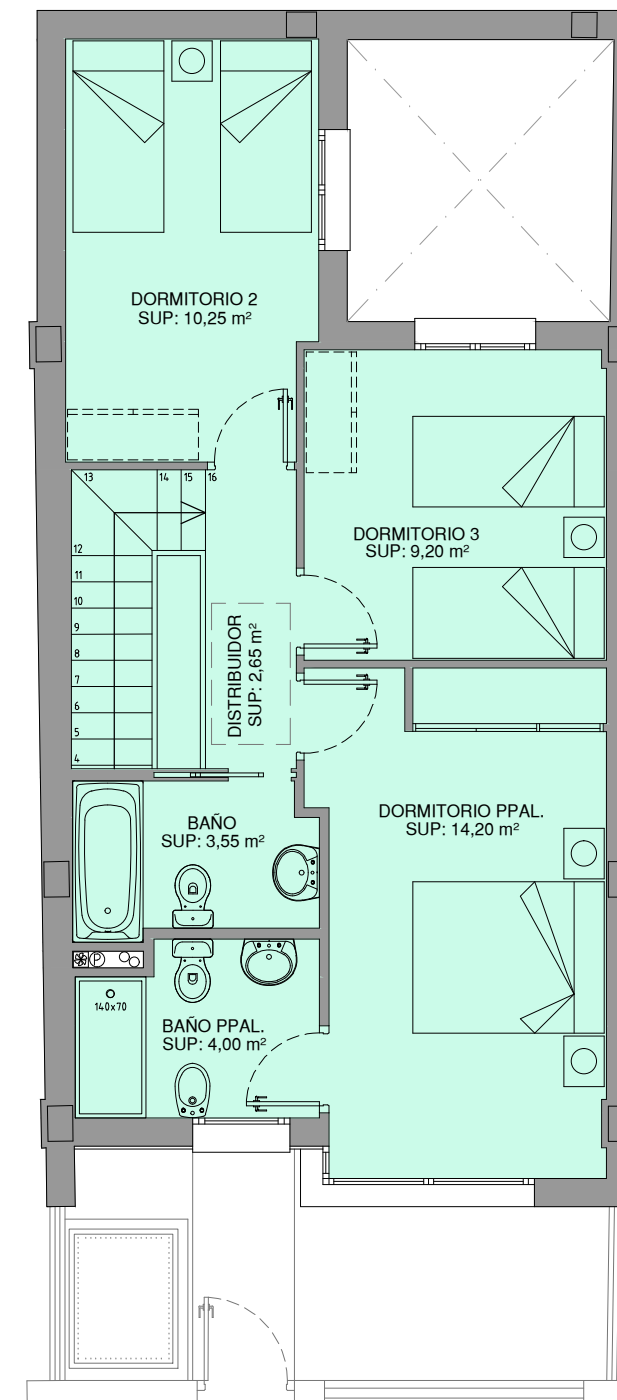 DORMITORIO 2
SUP: 10,25 m²
13
14
15
16
12
11
10
9
8
7
6
5
4
DORMITORIO 3
SUP: 9,20 m²
DISTRIBUIDOR
SUP: 2,65 m²
DORMITORIO PPAL.
SUP: 14,20 m²
BAÑO
SUP: 3,55 m²
P
140x70
BAÑO PPAL.
SUP: 4,00 m²